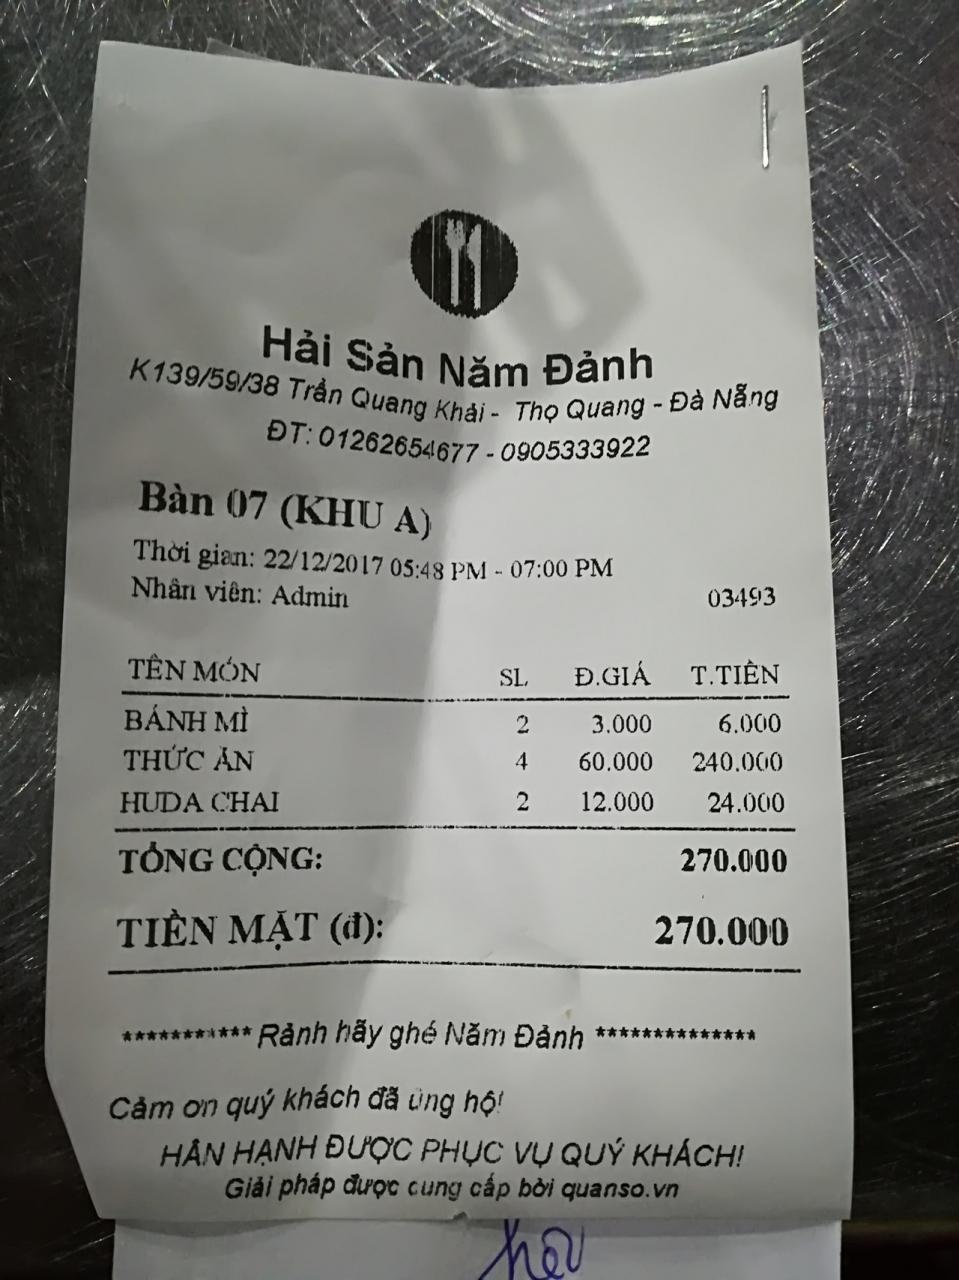 Hải Sản Năm Đảnh
K139/59/38 Trần Quang Khải - Thọ Quang - Đà Nẵng
ĐT: 01262654677 - 0905333922
Bàn 07 (KHU A)
Thời gian: 22/12/2017 05:48 PM - 07:00 PM
Nhân viên: Admin 03493
TÊN MÓN SL Đ.GIÁ T.TIỀN
BÁNH MÌ 2 3.000 6.000
THỨC ĂN 4 60.000 240.000
HUDA CHAI 2 12.000 24.000
TỔNG CỘNG: 270.000
TIỀN MẶT (đ): 270.000
*********** Rảnh hãy ghé Năm Đảnh **************
Cảm ơn quý khách đã ủng hộ!
HÂN HẠNH ĐƯỢC PHỤC VỤ QUÝ KHÁCH!
Giải pháp được cung cấp bởi quanso.vn